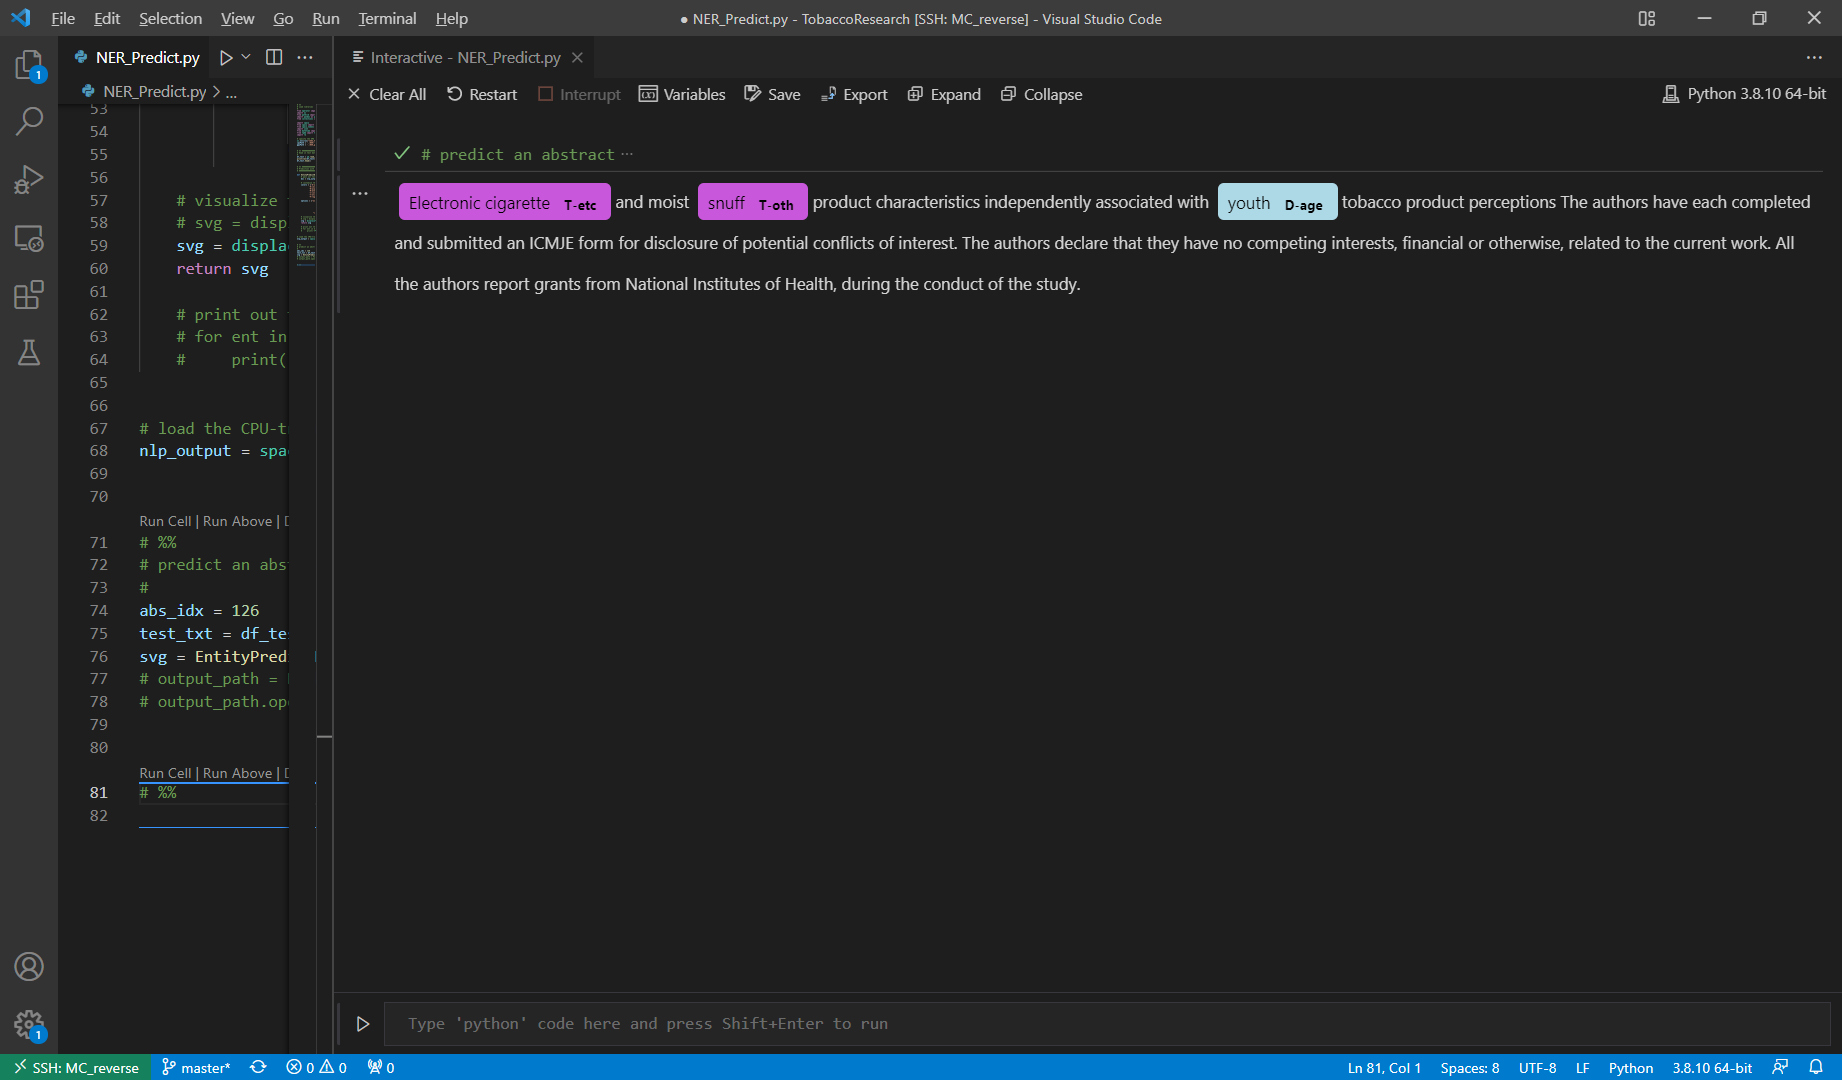 File Edit Selection View Go Run Terminal Help
● NER_Predict.py - TobaccoResearch [SSH: MC_reverse] - Visual Studio Code
1
NER_Predict.py
NER_Predict.py > ...
53
54
55
56
57 # visualize
58 # svg = disp
59 svg = displa
60 return svg
61
62 # print out
63 # for ent in
64 # print(
65
66
67 # load the CPU-t
68 nlp_output = spa
69
70
Run Cell | Run Above | D
71 # %%
72 # predict an abs
73 #
74 abs_idx = 126
75 test_txt = df_te
76 svg = EntityPred
77 # output_path =
78 # output_path.op
79
80
Run Cell | Run Above | D
81 # %%
82
Interactive - NER_Predict.py
Clear All Restart Interrupt Variables Save Export Expand Collapse
Python 3.8.10 64-bit
# predict an abstract ...
Electronic cigarette T-etc and moist snuff T-oth product characteristics independently associated with youth D-age tobacco product perceptions The authors have each completed
and submitted an ICMJE form for disclosure of potential conflicts of interest. The authors declare that they have no competing interests, financial or otherwise, related to the current work. All
the authors report grants from National Institutes of Health, during the conduct of the study.
Type 'python' code here and press Shift+Enter to run
1
SSH: MC_reverse master* 0 0 0
Ln 81, Col 1 Spaces: 8 UTF-8 LF Python 3.8.10 64-bit